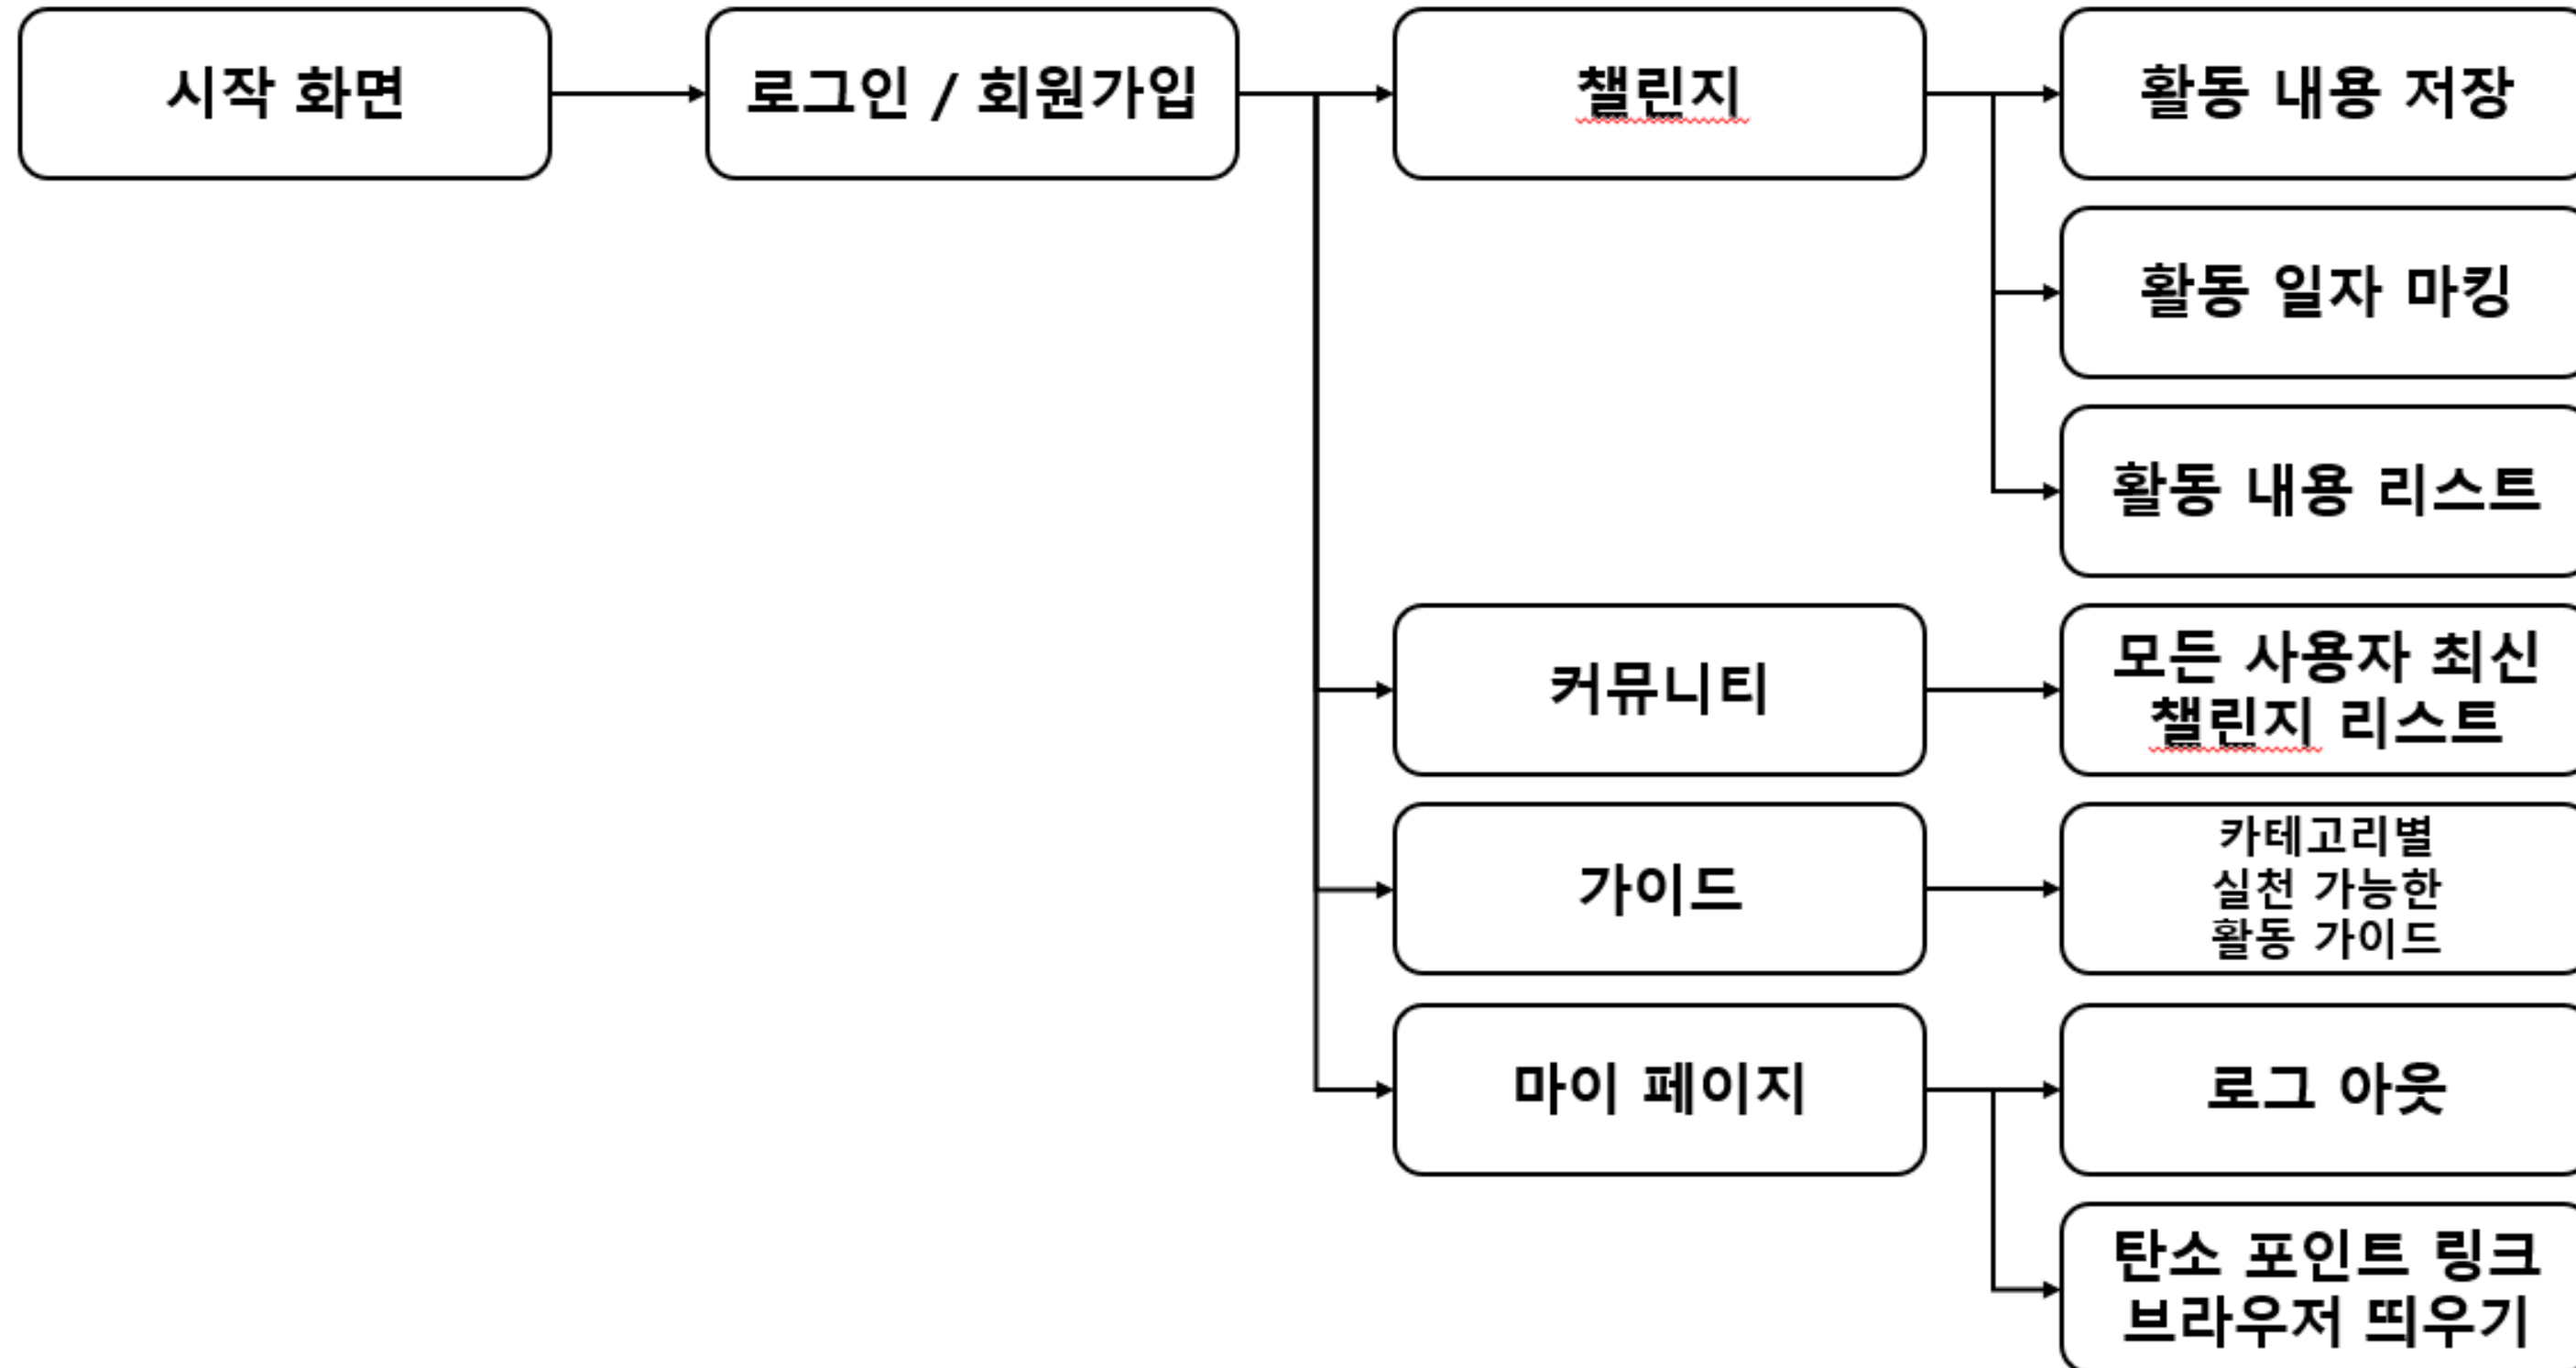 시작 화면
로그인 / 회원가입
챌린지
활동 내용 저장
활동 일자 마킹
활동 내용 리스트
커뮤니티
모든 사용자 최신
챌린지 리스트
가이드
카테고리별
실천 가능한
활동 가이드
마이 페이지
로그 아웃
탄소 포인트 링크
브라우저 띄우기